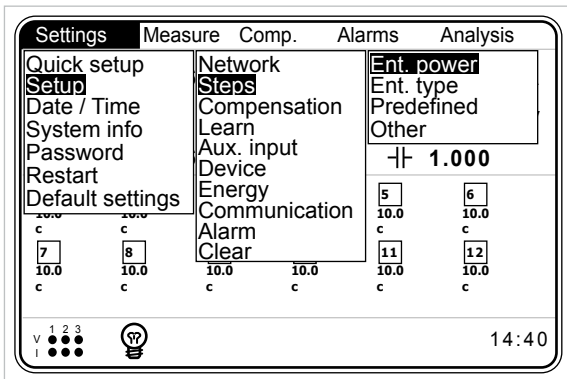 Settings Measure Comp. Alarms Analysis
Quick setup
Setup
Date / Time
System info
Password
Restart
Default settings
Network
Steps
Compensation
Learn
Aux. input
Device
Energy
Communication
Alarm
Clear
Ent. power
Ent. type
Predefined
Other
1.000
5 6
10.0 10.0
c c c c
7 8 11 12
10.0 10.0 10.0 10.0 10.0 10.0
c c c c c c
1 2 3
V
I
14:40